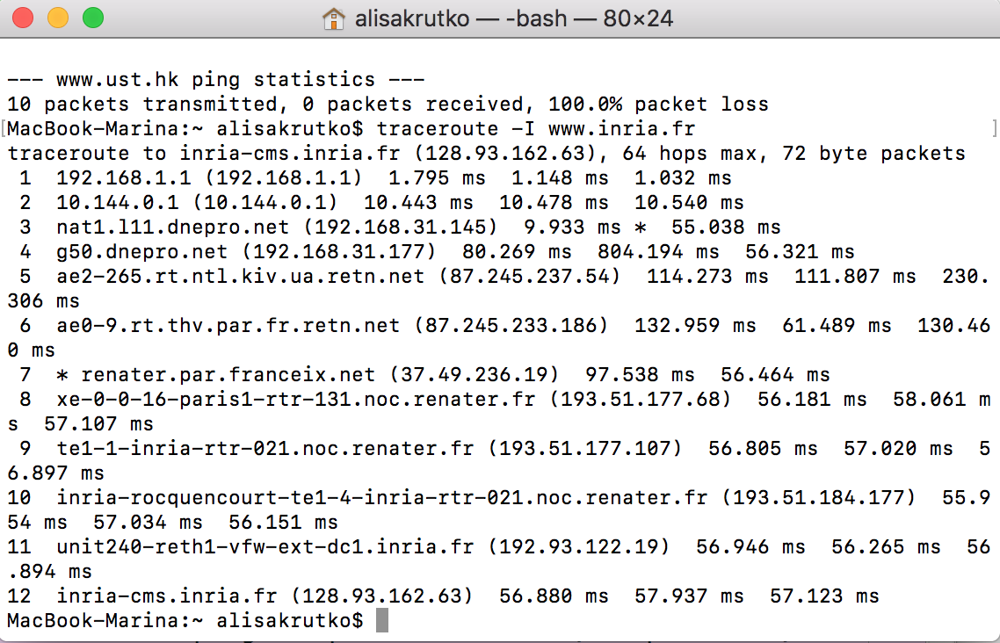 alisakrutko — -bash — 80×24
--- www.ust.hk ping statistics ---
10 packets transmitted, 0 packets received, 100.0% packet loss
[MacBook-Marina:~ alisakrutko$ traceroute -I www.inria.fr ]
traceroute to inria-cms.inria.fr (128.93.162.63), 64 hops max, 72 byte packets
 1  192.168.1.1 (192.168.1.1)  1.795 ms  1.148 ms  1.032 ms
 2  10.144.0.1 (10.144.0.1)  10.443 ms  10.478 ms  10.540 ms
 3  nat1.l11.dnepro.net (192.168.31.145)  9.933 ms *  55.038 ms
 4  g50.dnepro.net (192.168.31.177)  80.269 ms  804.194 ms  56.321 ms
 5  ae2-265.rt.ntl.kiv.ua.retn.net (87.245.237.54)  114.273 ms  111.807 ms  230.
306 ms
 6  ae0-9.rt.thv.par.fr.retn.net (87.245.233.186)  132.959 ms  61.489 ms  130.46
0 ms
 7  * renater.par.franceix.net (37.49.236.19)  97.538 ms  56.464 ms
 8  xe-0-0-16-paris1-rtr-131.noc.renater.fr (193.51.177.68)  56.181 ms  58.061 m
s  57.107 ms
 9  te1-1-inria-rtr-021.noc.renater.fr (193.51.177.107)  56.805 ms  57.020 ms  5
6.897 ms
10  inria-rocquencourt-te1-4-inria-rtr-021.noc.renater.fr (193.51.184.177)  55.9
54 ms  57.034 ms  56.151 ms
11  unit240-reth1-vfw-ext-dc1.inria.fr (192.93.122.19)  56.946 ms  56.265 ms  56
.894 ms
12  inria-cms.inria.fr (128.93.162.63)  56.880 ms  57.937 ms  57.123 ms
MacBook-Marina:~ alisakrutko$